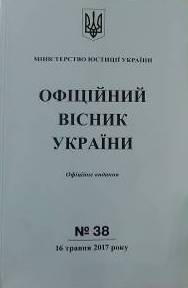 МІНІСТЕРСТВО ЮСТИЦІЇ УКРАЇНИ
ОФІЦІЙНИЙ
ВІСНИК
УКРАЇНИ
Офіційне видання
№ 38
16 травня 2017 року